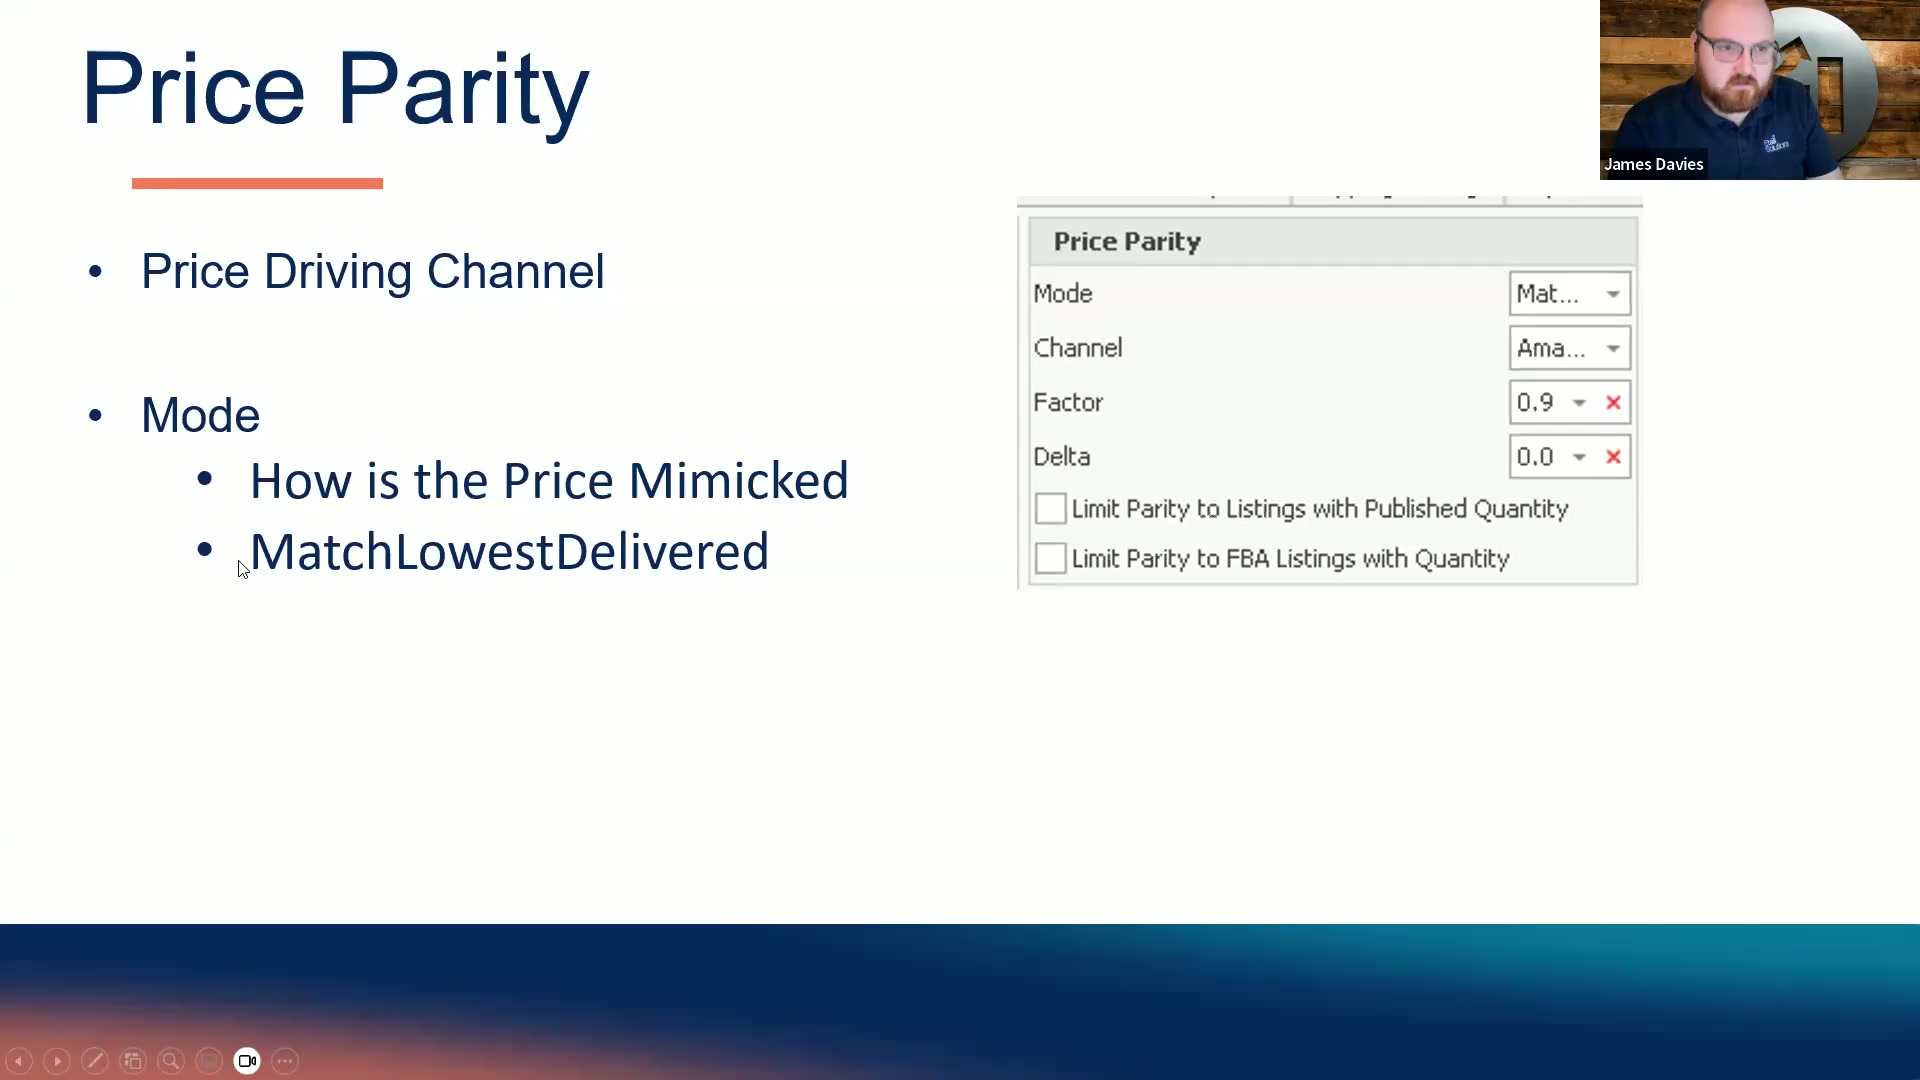 Price Parity
James Davies
• Price Driving Channel
• Mode
• How is the Price Mimicked
• MatchLowestDelivered
Price Parity
Mode Mat...
Channel Ama...
Factor 0.9
Delta 0.0
Limit Parity to Listings with Published Quantity
Limit Parity to FBA Listings with Quantity